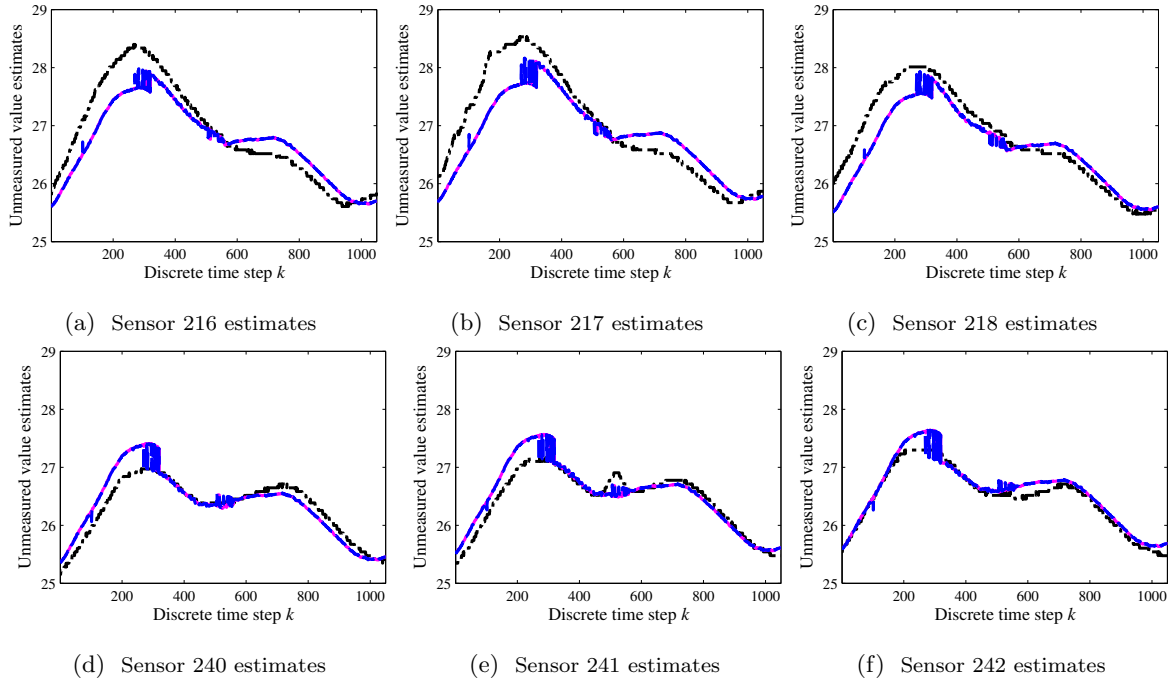 29
28
27
26
25
Unmeasured value estimates
200 400 600 800 1000
Discrete time step k
(a) Sensor 216 estimates
29
28
27
26
25
Unmeasured value estimates
200 400 600 800 1000
Discrete time step k
(b) Sensor 217 estimates
29
28
27
26
25
Unmeasured value estimates
200 400 600 800 1000
Discrete time step k
(c) Sensor 218 estimates
29
28
27
26
25
Unmeasured value estimates
200 400 600 800 1000
Discrete time step k
(d) Sensor 240 estimates
29
28
27
26
25
Unmeasured value estimates
200 400 600 800 1000
Discrete time step k
(e) Sensor 241 estimates
29
28
27
26
25
Unmeasured value estimates
200 400 600 800 1000
Discrete time step k
(f) Sensor 242 estimates